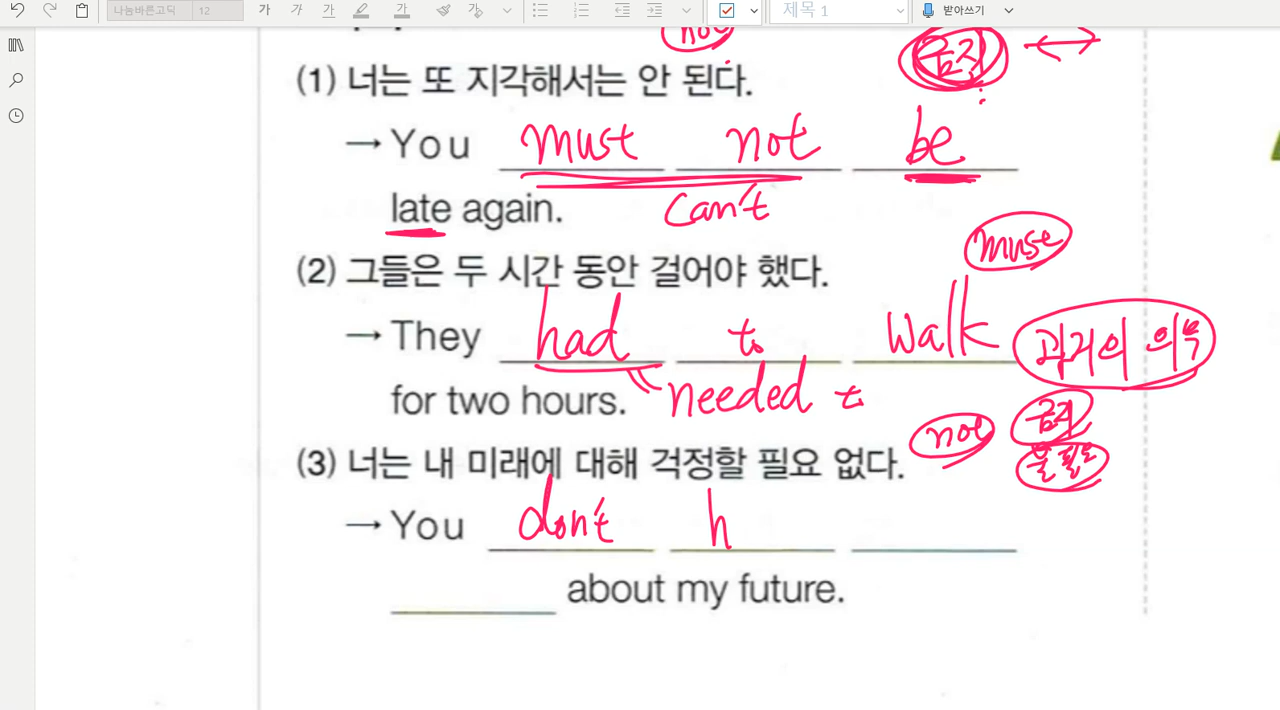 나눔바른고딕 12 가 가 가 가 가 제목 1 받아쓰기
not
금지
(1) 너는 또 지각해서는 안 된다.
→ You must not be
late again. can't
must
(2) 그들은 두 시간 동안 걸어야 했다.
→ They had to walk 과거의 의무
for two hours. needed to
not 금지
불필요
(3) 너는 내 미래에 대해 걱정할 필요 없다.
→ You don't h
about my future.